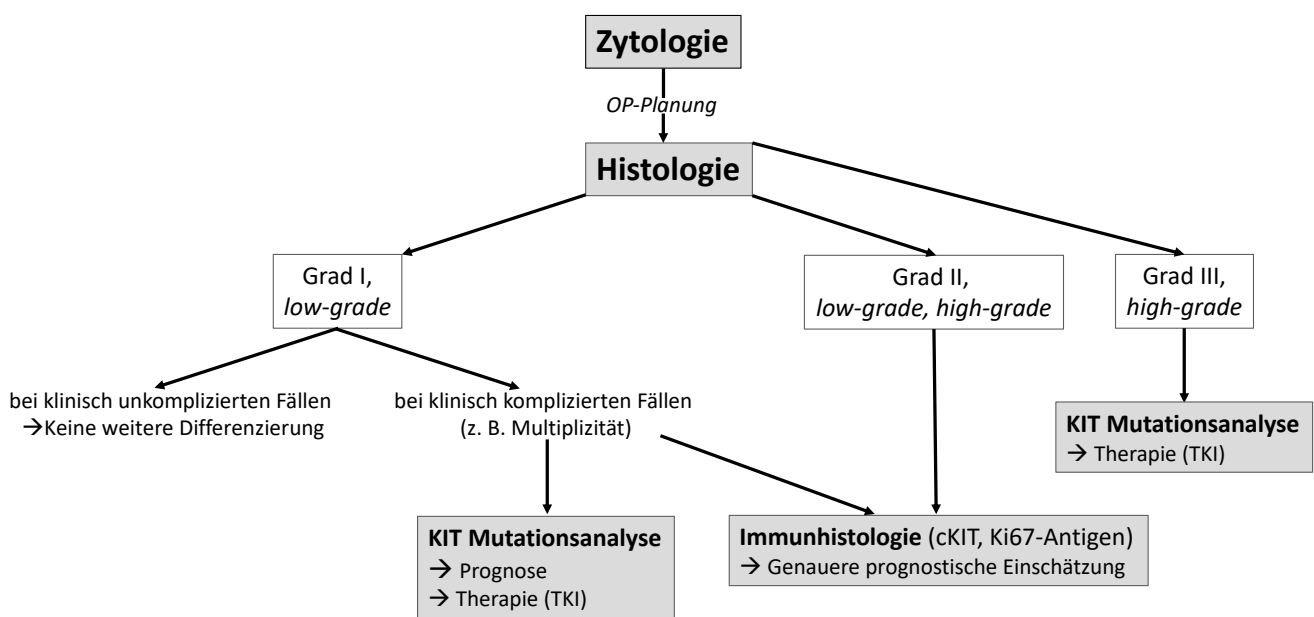 Zytologie
OP-Planung
Histologie
Grad I,
low-grade
Grad II,
low-grade, high-grade
Grad III,
high-grade
bei klinisch unkomplizierten Fällen
→Keine weitere Differenzierung
bei klinisch komplizierten Fällen
(z. B. Multiplizität)
KIT Mutationsanalyse
→ Therapie (TKI)
KIT Mutationsanalyse
→ Prognose
→ Therapie (TKI)
Immunhistologie (cKIT, Ki67-Antigen)
→ Genauere prognostische Einschätzung